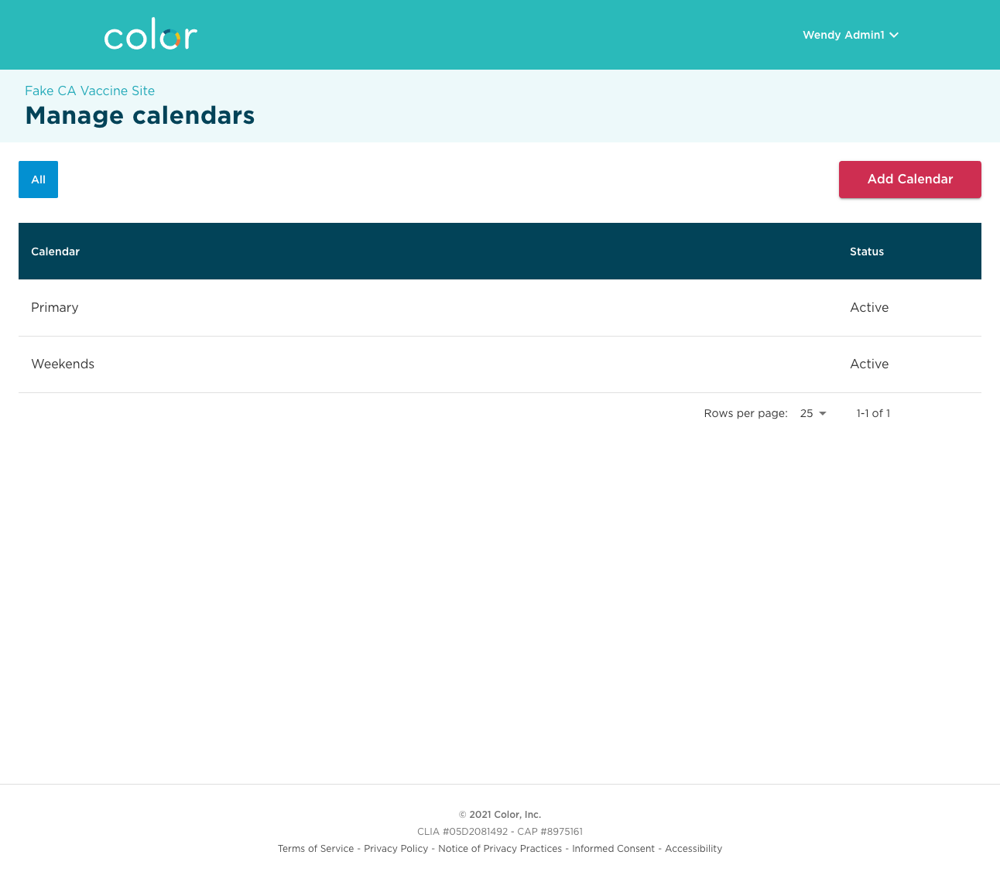 color
Wendy Admin1
Fake CA Vaccine Site
Manage calendars
All
Add Calendar
Calendar Status
Primary Active
Weekends Active
Rows per page: 25 1-1 of 1
© 2021 Color, Inc.
CLIA #05D2081492 - CAP #8975161
Terms of Service - Privacy Policy - Notice of Privacy Practices - Informed Consent - Accessibility